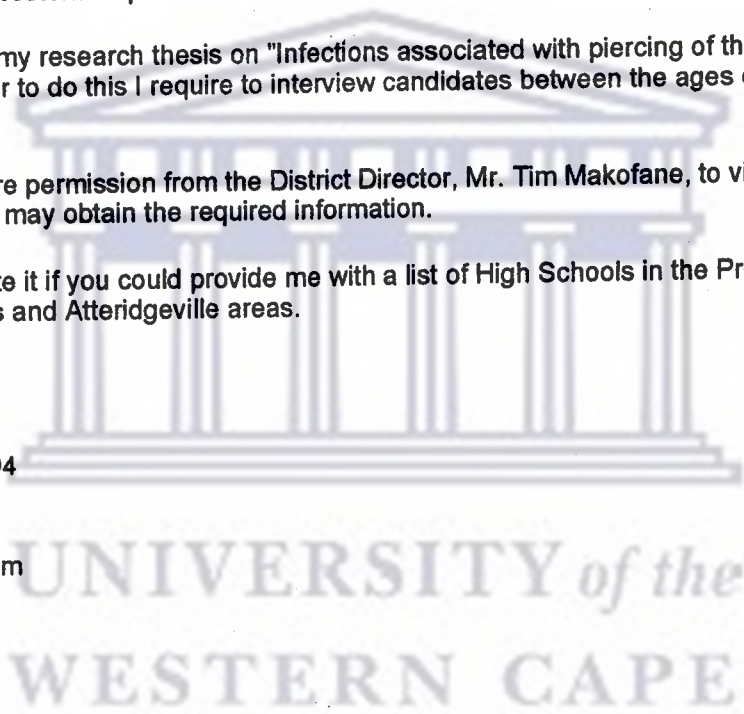 my research thesis on "Infections associated with piercing of th
r to do this I require to interview candidates between the ages
re permission from the District Director, Mr. Tim Makofane, to vi
may obtain the required information.
te it if you could provide me with a list of High Schools in the Pr
s and Atteridgeville areas.
04
m
UNIVERSITY of the
WESTERN CAPE